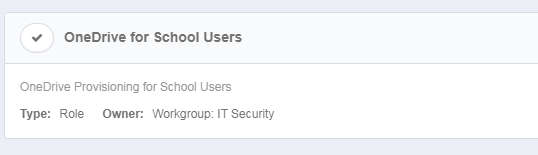 OneDrive for School Users
OneDrive Provisioning for School Users
Type: Role Owner: Workgroup: IT Security